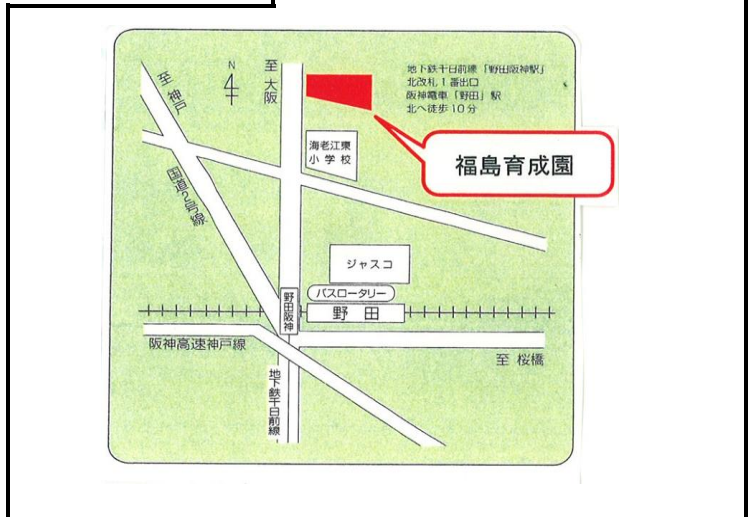 至神戸
N
至大阪
地下鉄千日前線「野田阪神駅」
北改札1番出口
阪神電車「野田」駅
北へ徒歩10分
海老江東
小学校
福島育成園
国道2号線
ジャスコ
バスロータリー
野田阪神
野田
阪神高速神戸線
至 桜橋
地下鉄千日前線